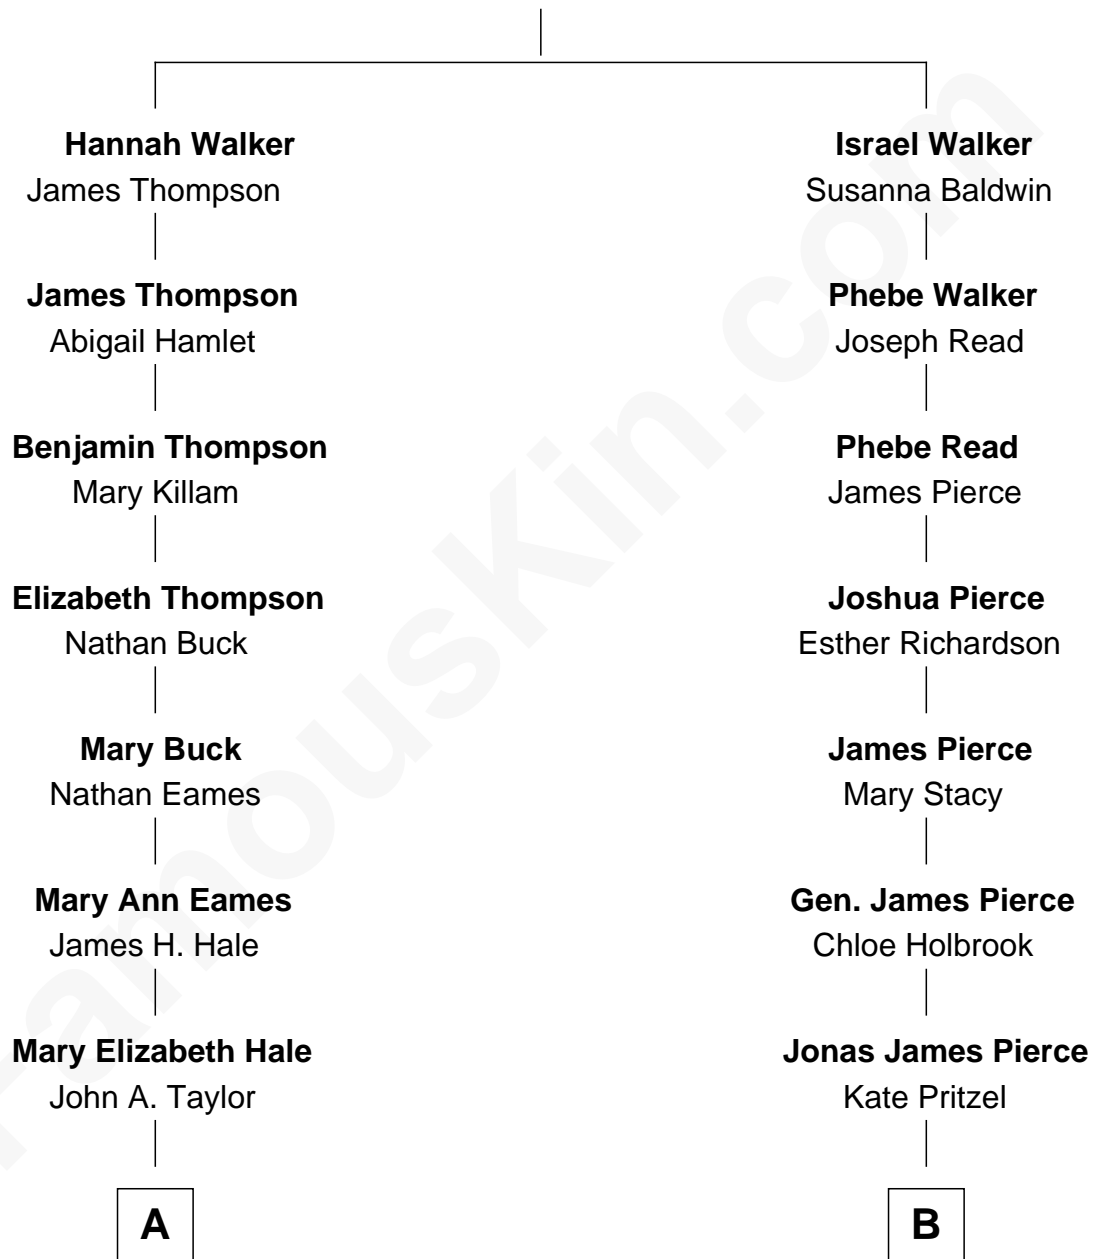 Hannah Walker
James Thompson
Israel Walker
Susanna Baldwin
James Thompson
Abigail Hamlet
Phebe Walker
Joseph Read
Benjamin Thompson
Mary Killam
Phebe Read
James Pierce
Elizabeth Thompson
Nathan Buck
Joshua Pierce
Esther Richardson
Mary Buck
Nathan Eames
James Pierce
Mary Stacy
Mary Ann Eames
James H. Hale
Gen. James Pierce
Chloe Holbrook
Mary Elizabeth Hale
John A. Taylor
Jonas James Pierce
Kate Pritzel
A
B
FamousKin.com